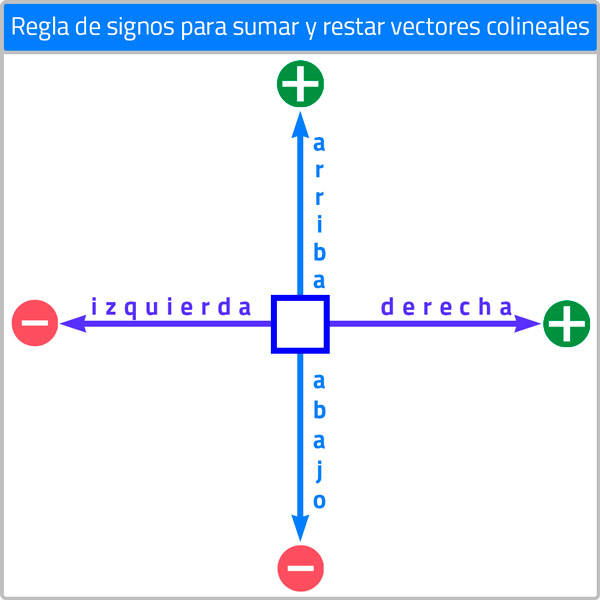 Regla de signos para sumar y restar vectores colineales
+
arriba
izquierda
derecha
−
+
abajo
−